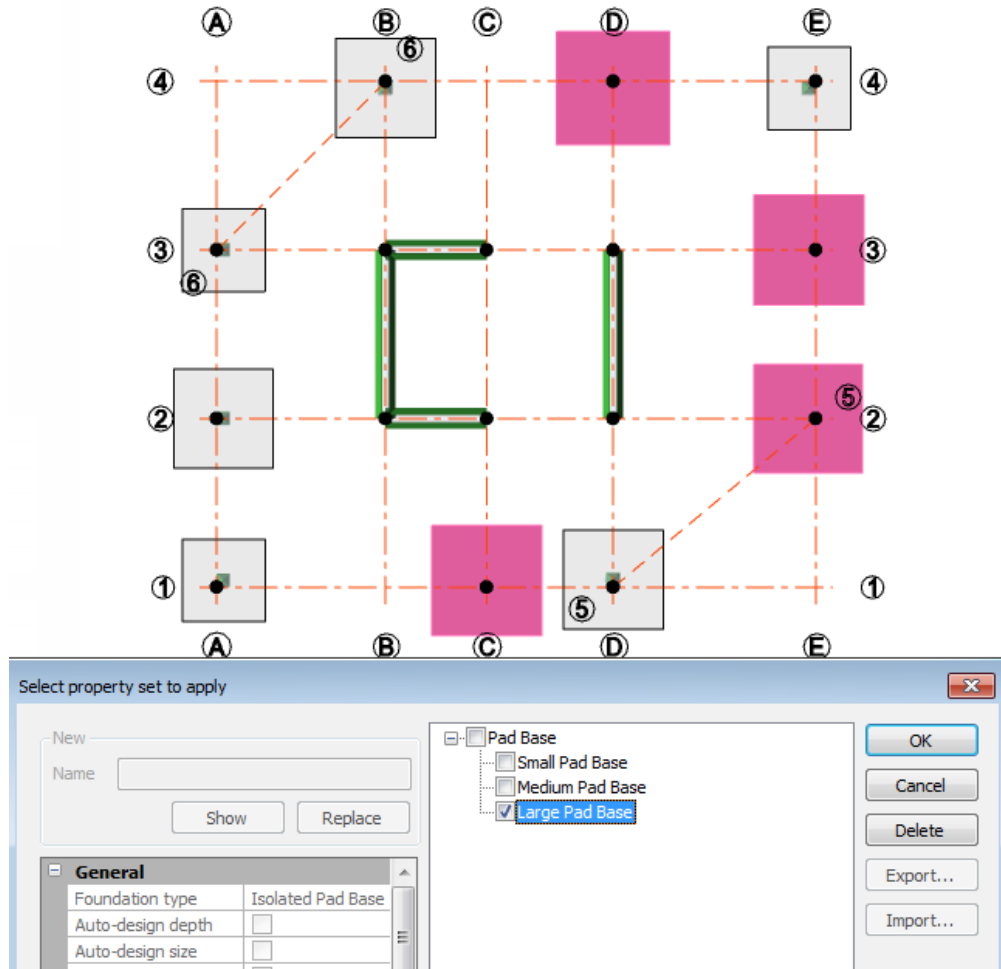 A B C D E
6
4 4
3 3
6
5
2 2
5
1 1
A B C D E
Select property set to apply
New
Name
Show Replace
Pad Base
Small Pad Base
Medium Pad Base
Large Pad Base
OK
Cancel
Delete
Export...
Import...
General
Foundation type Isolated Pad Base
Auto-design depth
Auto-design size